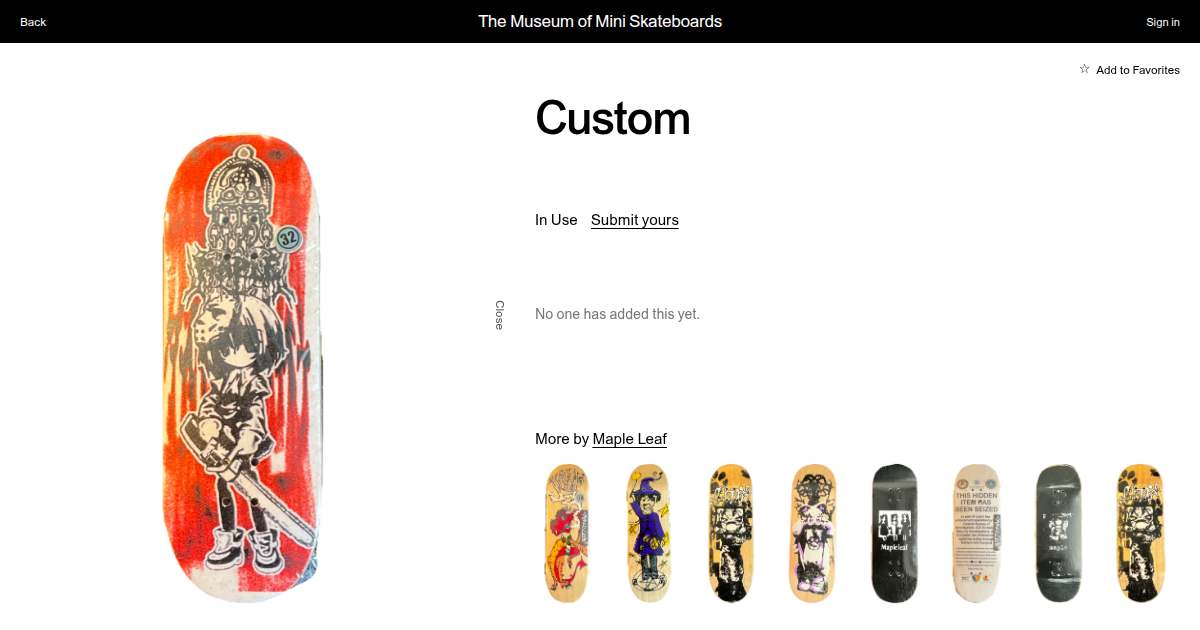 Back
The Museum of Mini Skateboards
Sign in
☆ Add to Favorites
Custom
32
In Use Submit yours
Close
No one has added this yet.
More by Maple Leaf
Mapleleaf
THIS HIDDEN
ITEM HAS
BEEN SEIZED